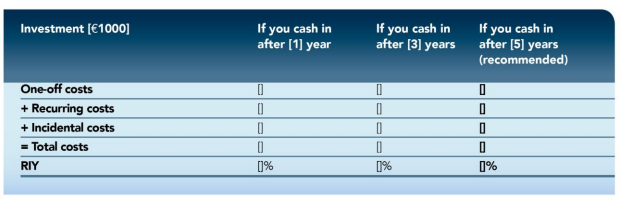 Investment [€1000] If you cash in after [1] year If you cash in after [3] years If you cash in after [5] years (recommended)
One-off costs [] [] []
+ Recurring costs [] [] []
+ Incidental costs [] [] []
= Total costs [] [] []
RIY []% []% []%